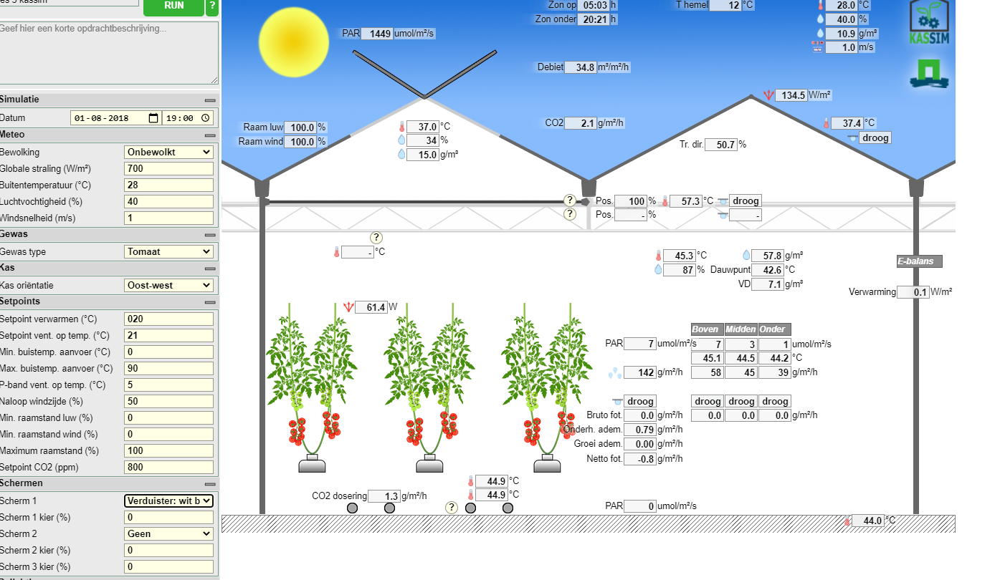 es 5 kassim
RUN
?
Geef hier een korte opdrachtbeschrijving...
Simulatie
Datum 01-08-2018 19:00
Meteo
Bewolking Onbewolkt
Globale straling (W/m²) 700
Buitentemperatuur (°C) 28
Luchtvochtigheid (%) 40
Windsnelheid (m/s) 1
Gewas
Gewas type Tomaat
Kas
Kas oriëntatie Oost-west
Setpoints
Setpoint verwarmen (°C) 020
Setpoint vent. op temp. (°C) 21
Min. buistemp. aanvoer (°C) 0
Max. buistemp. aanvoer (°C) 90
P-band vent. op temp. (°C) 5
Naloop windzijde (%) 50
Min. raamstand luw (%) 0
Min. raamstand wind (%) 0
Maximum raamstand (%) 100
Setpoint CO2 (ppm) 800
Schermen
Scherm 1 Verduister: wit b
Scherm 1 kier (%) 0
Scherm 2 Geen
Scherm 2 kier (%) 0
Scherm 3 kier (%) 0
Zon op 05:03 h
Zon onder 20:21 h
T hemel 12 °C
28.0 °C
40.0 %
10.9 g/m³
1.0 m/s
KASSIM
PAR 1449 umol/m²/s
Debiet 34.8 m³/m²/h
134.5 W/m²
CO2 2.1 g/m²/h
37.4 °C
droog
Raam luw 100.0 %
Raam wind 100.0 %
37.0 °C
34 %
15.0 g/m³
Tr. dir. 50.7 %
? Pos. 100 % 57.3 °C droog
? Pos. - % -
?
- °C
45.3 °C 57.8 g/m³
87 % Dauwpunt 42.6 °C
VD 7.1 g/m³
E-balans
Verwarming 0.1 W/m²
61.4 W
Boven Midden Onder
PAR 7 umol/m²/s 7 3 1 umol/m²/s
45.1 44.5 44.2 °C
142 g/m²/h 58 45 39 g/m²/h
droog droog droog droog
Bruto fot. 0.0 g/m²/h 0.0 0.0 0.0 g/m²/h
Onderh. adem. 0.79 g/m²/h
Groei adem. 0.00 g/m²/h
Netto fot. -0.8 g/m²/h
44.9 °C
44.9 °C
CO2 dosering 1.3 g/m²/h
?
PAR 0 umol/m²/s
44.0 °C